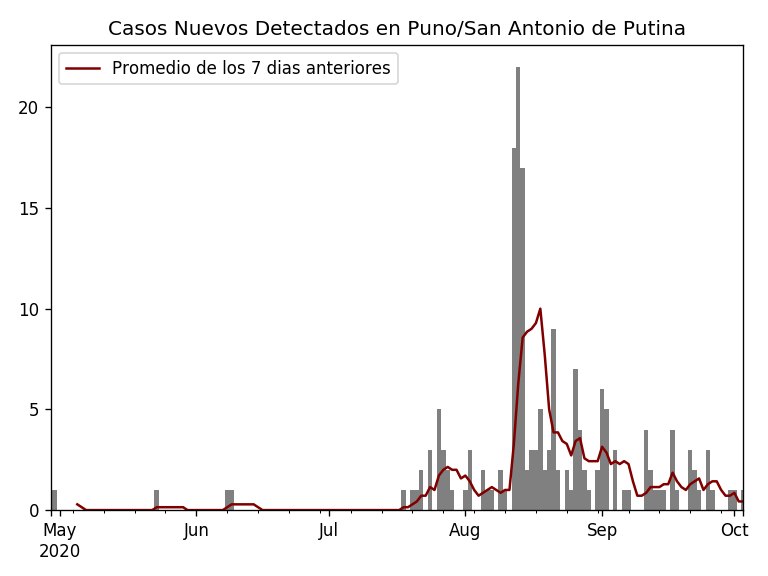 Casos Nuevos Detectados en Puno/San Antonio de Putina
Promedio de los 7 dias anteriores
20
15
10
5
0
May Jun Jul Aug Sep Oct
2020